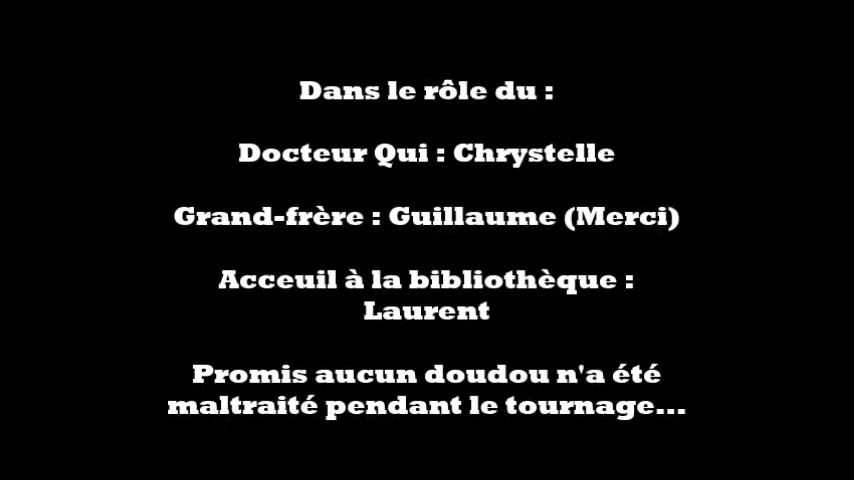 Dans le rôle du :
Docteur Qui : Chrystelle
Grand-frère : Guillaume (Merci)
Acceuil à la bibliothèque :
Laurent
Promis aucun doudou n'a été
maltraité pendant le tournage...